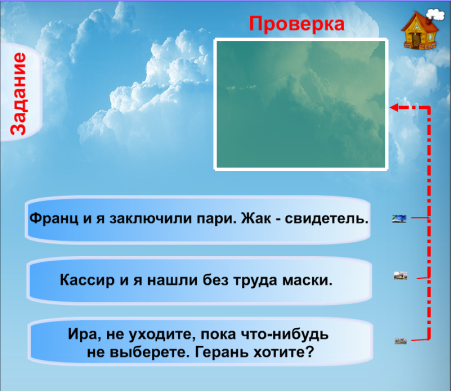 Проверка
Задание
Франц и я заключили пари. Жак - свидетель.
Кассир и я нашли без труда маски.
Ира, не уходите, пока что-нибудь
не выберете. Герань хотите?